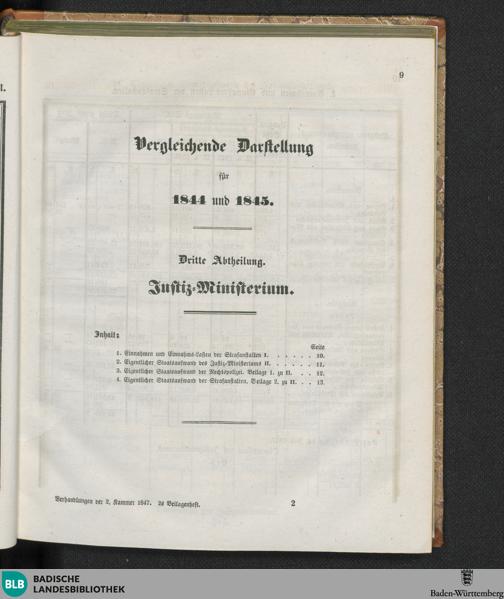 9
Vergleichende Darstellung
für
1844 und 1845.
Dritte Abtheilung.
Justiz-Ministerium.
Inhalt:
Seite
1. Einnahmen und Einnahms-Lasten der Strafanstalten I. . . . . . . 10.
2. Eigentlicher Staatsaufwand des Justiz-Ministeriums II. . . . . . . 11.
3. Eigentlicher Staatsaufwand der Rechtspolizei. Beilage 1. zu II. . . 12.
4. Eigentlicher Staatsaufwand der Strafanstalten. Beilage 2. zu II. . . 13.
Verhandlungen der 2. Kammer 1847. 2s Beilagenheft. 2
BLB BADISCHE
LANDESBIBLIOTHEK
Baden-Württemberg